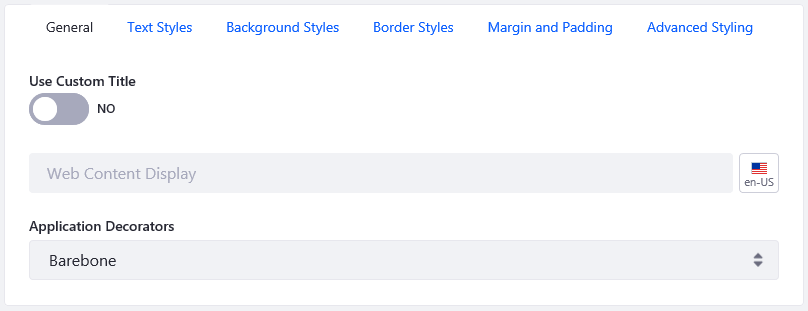 General Text Styles Background Styles Border Styles Margin and Padding Advanced Styling
Use Custom Title
NO
Web Content Display
en-US
Application Decorators
Barebone